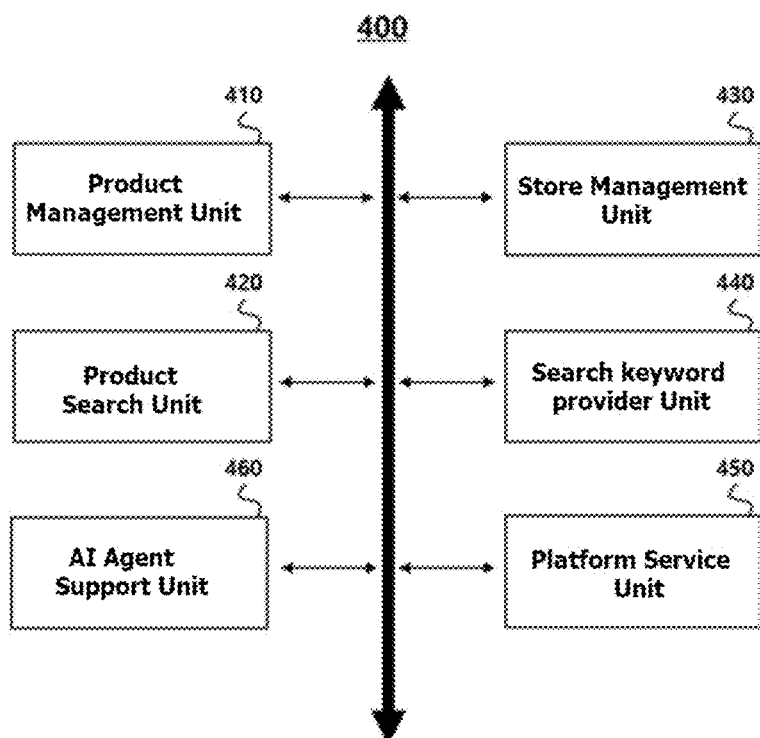 400
410
Product
Management Unit
430
Store Management
Unit
420
Product
Search Unit
440
Search keyword
provider Unit
460
AI Agent
Support Unit
450
Platform Service
Unit